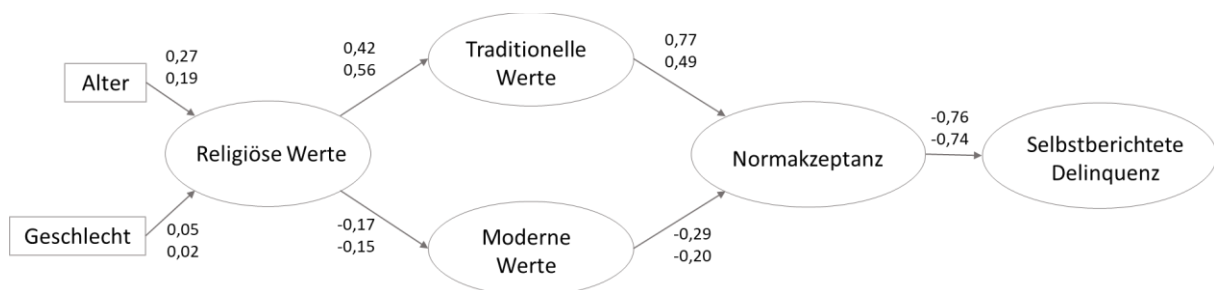 Alter
0,27
0,19
Geschlecht
0,05
0,02
Religiöse Werte
0,42
0,56
-0,17
-0,15
Traditionelle
Werte
Moderne
Werte
0,77
0,49
-0,29
-0,20
Normakzeptanz
-0,76
-0,74
Selbstberichtete
Delinquenz